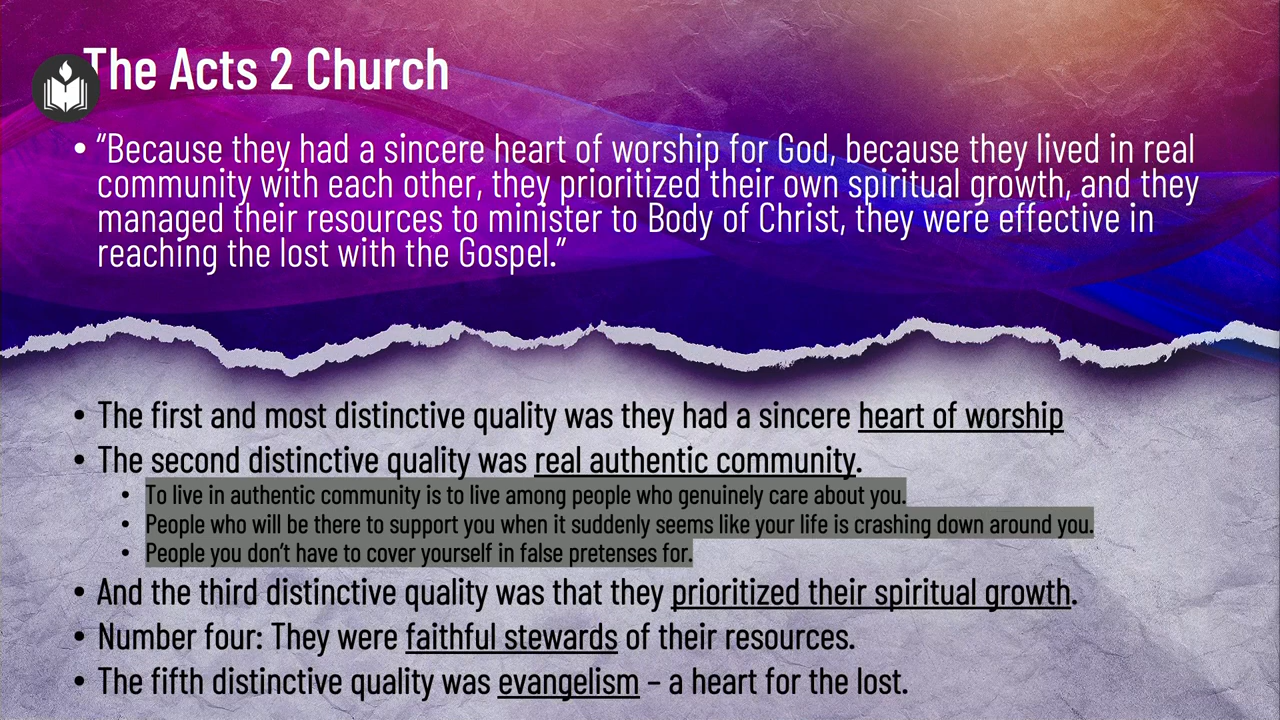 The Acts 2 Church
• “Because they had a sincere heart of worship for God, because they lived in real
community with each other, they prioritized their own spiritual growth, and they
managed their resources to minister to Body of Christ, they were effective in
reaching the lost with the Gospel.”
• The first and most distinctive quality was they had a sincere heart of worship
• The second distinctive quality was real authentic community.
• To live in authentic community is to live among people who genuinely care about you.
• People who will be there to support you when it suddenly seems like your life is crashing down around you.
• People you don’t have to cover yourself in false pretenses for.
• And the third distinctive quality was that they prioritized their spiritual growth.
• Number four: They were faithful stewards of their resources.
• The fifth distinctive quality was evangelism – a heart for the lost.